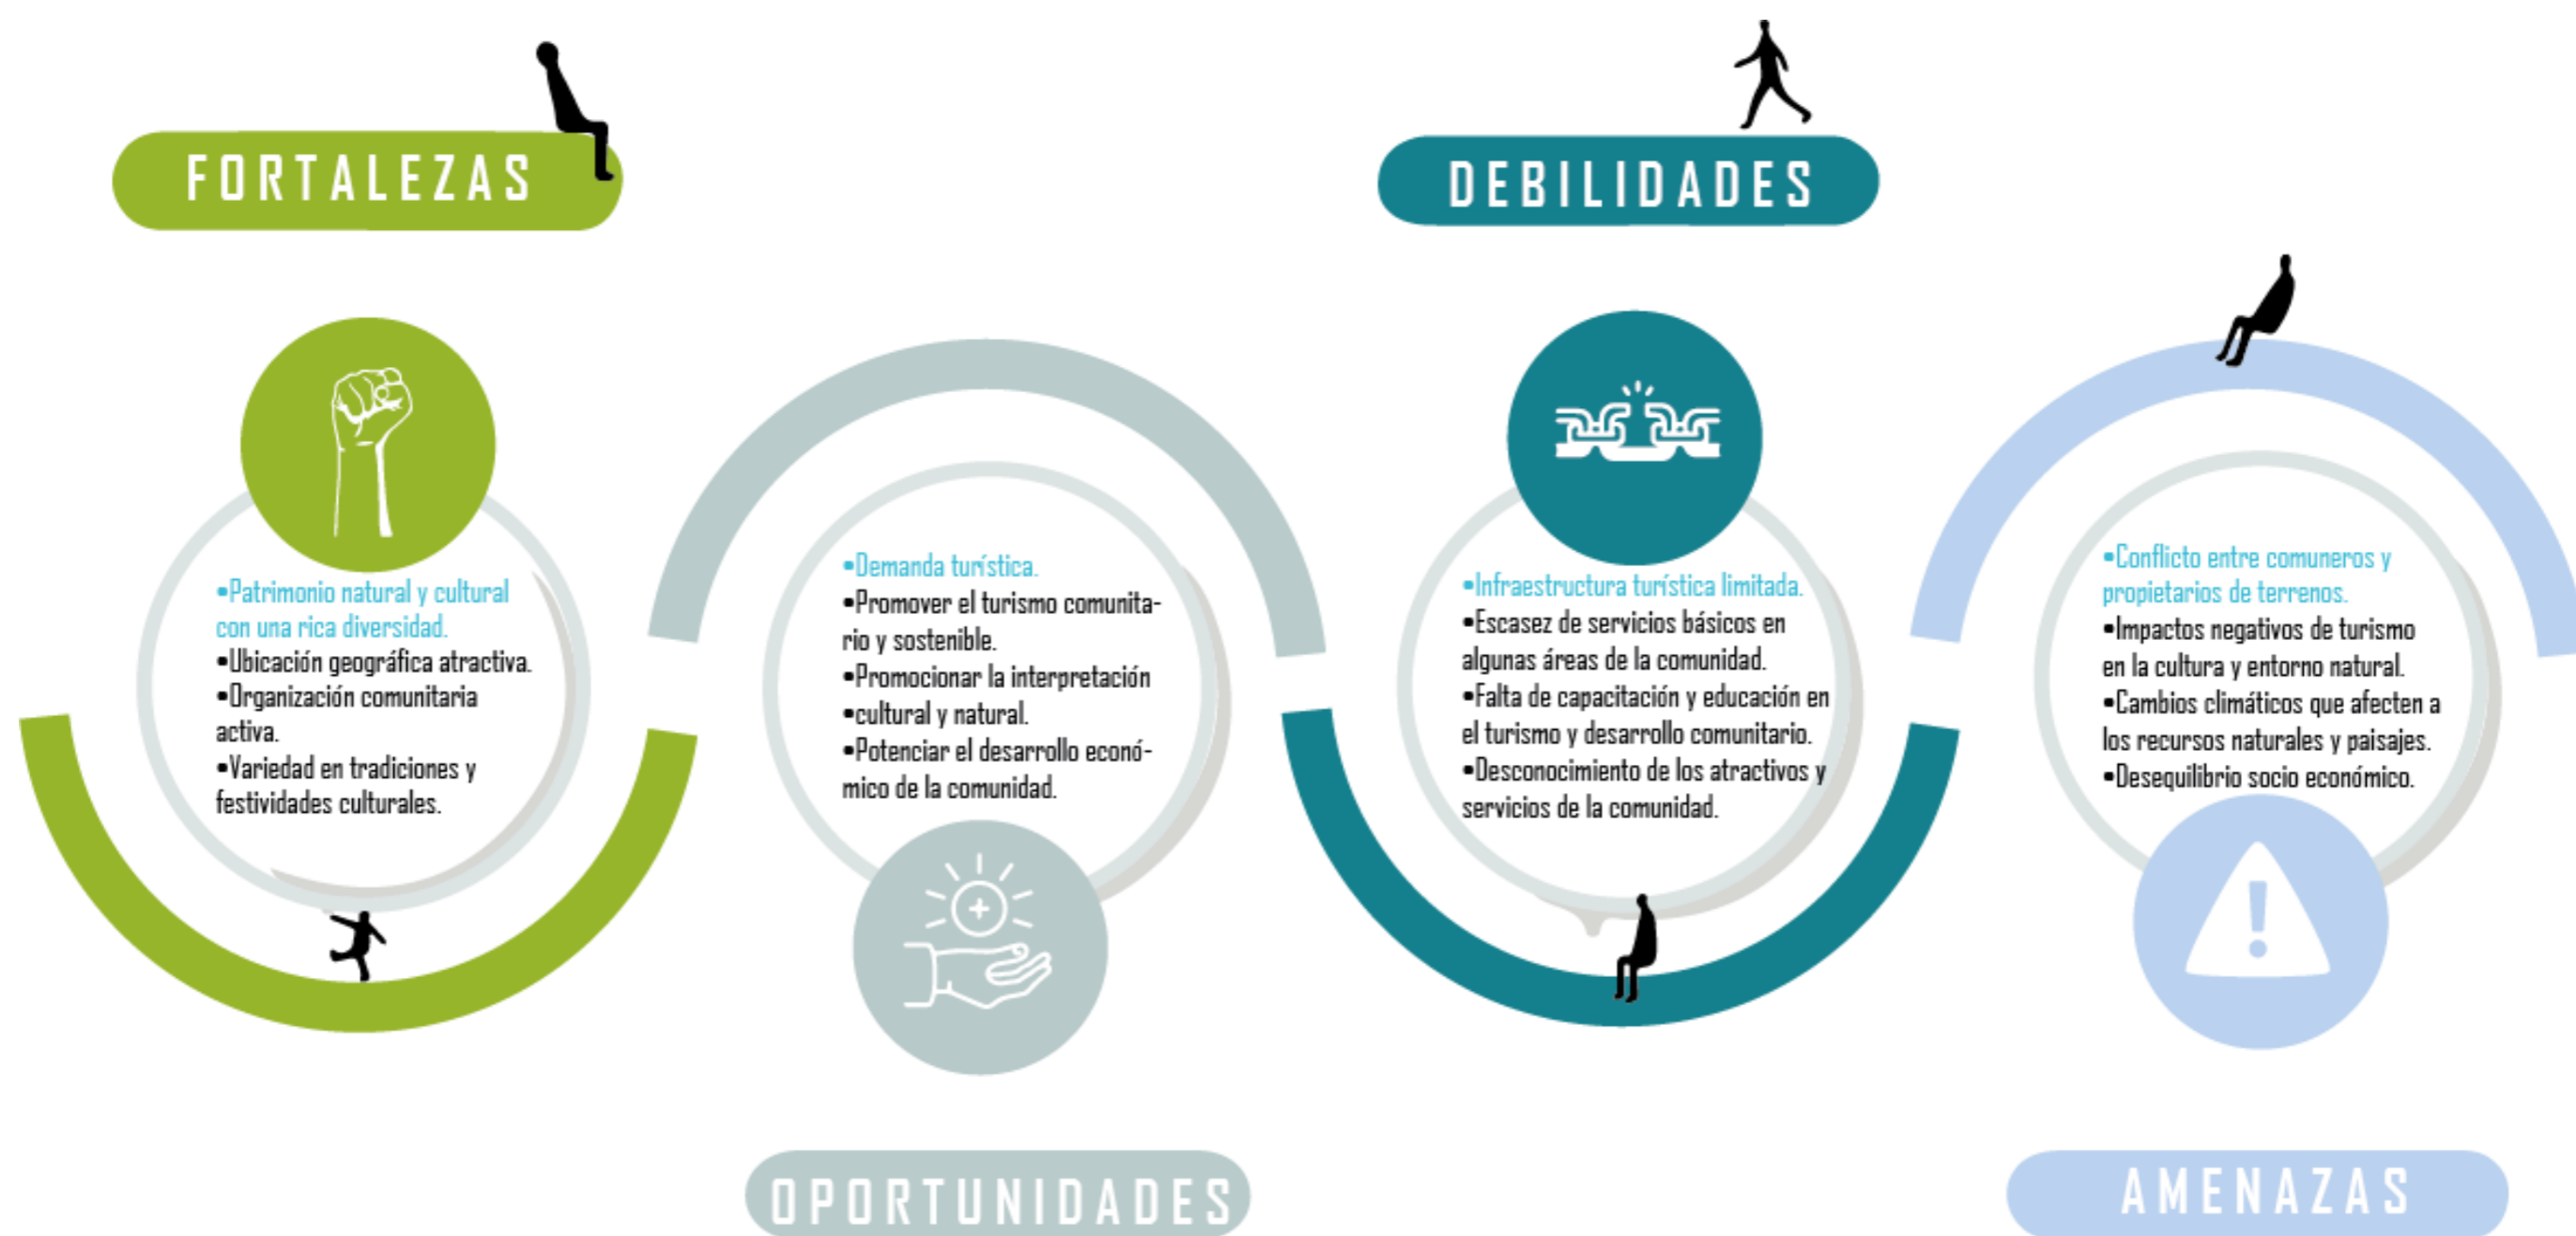 FORTALEZAS
•Patrimonio natural y cultural
con una rica diversidad.
•Ubicación geográfica atractiva.
•Organización comunitaria
activa.
•Variedad en tradiciones y
festividades culturales.
•Demanda turística.
•Promover el turismo comunita-
rio y sostenible.
•Promocionar la interpretación
•cultural y natural.
•Potenciar el desarrollo econó-
mico de la comunidad.
OPORTUNIDADES
DEBILIDADES
•Infraestructura turística limitada.
•Escasez de servicios básicos en
algunas áreas de la comunidad.
•Falta de capacitación y educación en
el turismo y desarrollo comunitario.
•Desconocimiento de los atractivos y
servicios de la comunidad.
•Conflicto entre comuneros y
propietarios de terrenos.
•Impactos negativos de turismo
en la cultura y entorno natural.
•Cambios climáticos que afecten a
los recursos naturales y paisajes.
•Desequilibrio socio económico.
AMENAZAS